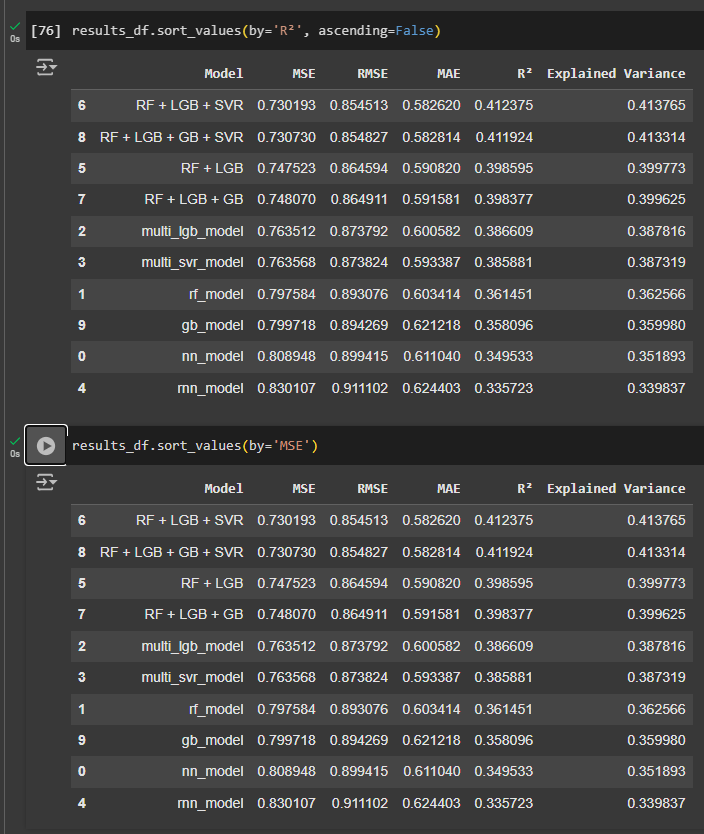 [76] results_df.sort_values(by='R²', ascending=False)
0s
Model MSE RMSE MAE R² Explained Variance
6 RF + LGB + SVR 0.730193 0.854513 0.582620 0.412375 0.413765
8 RF + LGB + GB + SVR 0.730730 0.854827 0.582814 0.411924 0.413314
5 RF + LGB 0.747523 0.864594 0.590820 0.398595 0.399773
7 RF + LGB + GB 0.748070 0.864911 0.591581 0.398377 0.399625
2 multi_lgb_model 0.763512 0.873792 0.600582 0.386609 0.387816
3 multi_svr_model 0.763568 0.873824 0.593387 0.385881 0.387319
1 rf_model 0.797584 0.893076 0.603414 0.361451 0.362566
9 gb_model 0.799718 0.894269 0.621218 0.358096 0.359980
0 nn_model 0.808948 0.899415 0.611040 0.349533 0.351893
4 rnn_model 0.830107 0.911102 0.624403 0.335723 0.339837
results_df.sort_values(by='MSE')
0s
Model MSE RMSE MAE R² Explained Variance
6 RF + LGB + SVR 0.730193 0.854513 0.582620 0.412375 0.413765
8 RF + LGB + GB + SVR 0.730730 0.854827 0.582814 0.411924 0.413314
5 RF + LGB 0.747523 0.864594 0.590820 0.398595 0.399773
7 RF + LGB + GB 0.748070 0.864911 0.591581 0.398377 0.399625
2 multi_lgb_model 0.763512 0.873792 0.600582 0.386609 0.387816
3 multi_svr_model 0.763568 0.873824 0.593387 0.385881 0.387319
1 rf_model 0.797584 0.893076 0.603414 0.361451 0.362566
9 gb_model 0.799718 0.894269 0.621218 0.358096 0.359980
0 nn_model 0.808948 0.899415 0.611040 0.349533 0.351893
4 rnn_model 0.830107 0.911102 0.624403 0.335723 0.339837